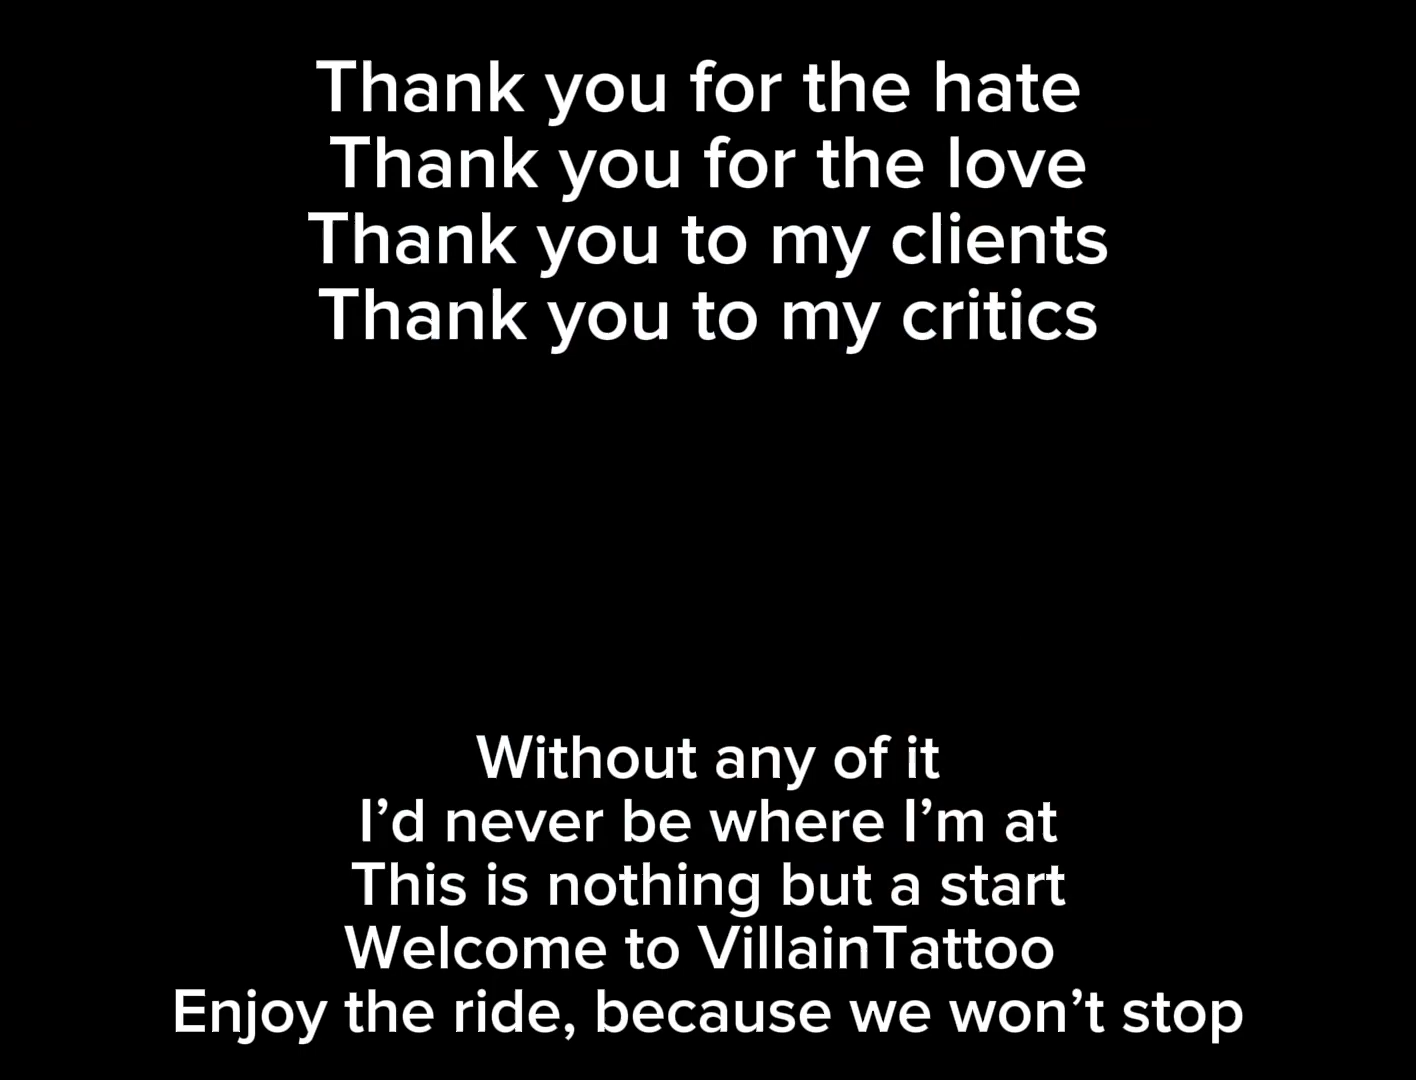 Thank you for the hate
Thank you for the love
Thank you to my clients
Thank you to my critics
Without any of it
I’d never be where I’m at
This is nothing but a start
Welcome to VillainTattoo
Enjoy the ride, because we won’t stop